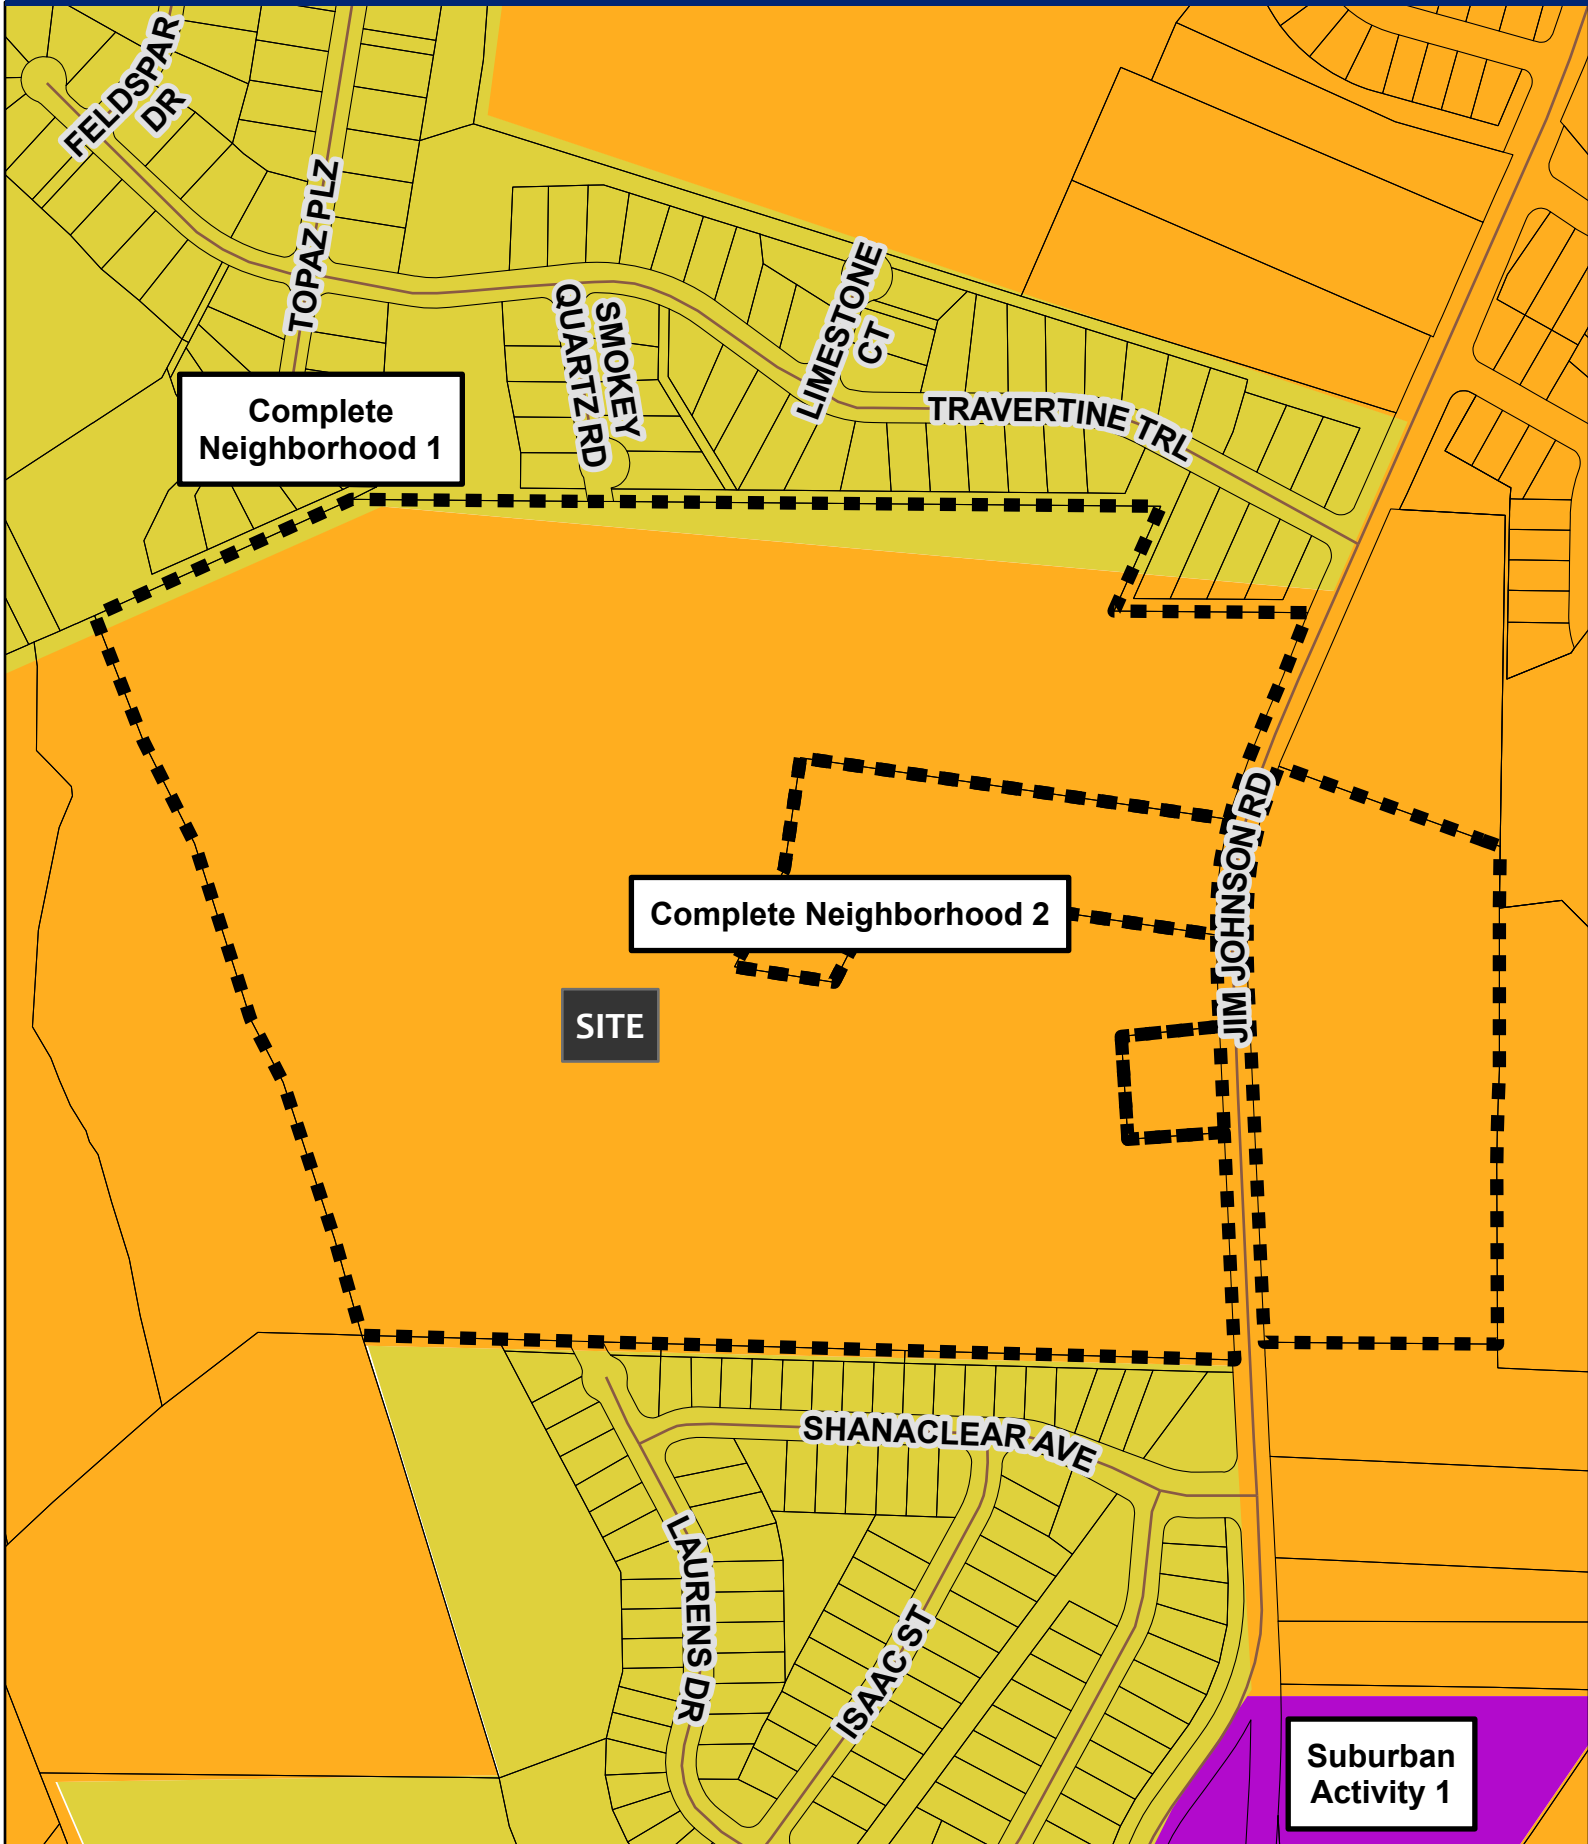 FELDSPAR
DR
TOPAZ PLZ
SMOKEY
QUARTZ RD
LIMESTONE
CT
TRAVERTINE TRL
Complete
Neighborhood 1
JIM JOHNSON RD
Complete Neighborhood 2
SITE
SHANACLEAR AVE
LAURENS DR
ISAAC ST
Suburban
Activity 1